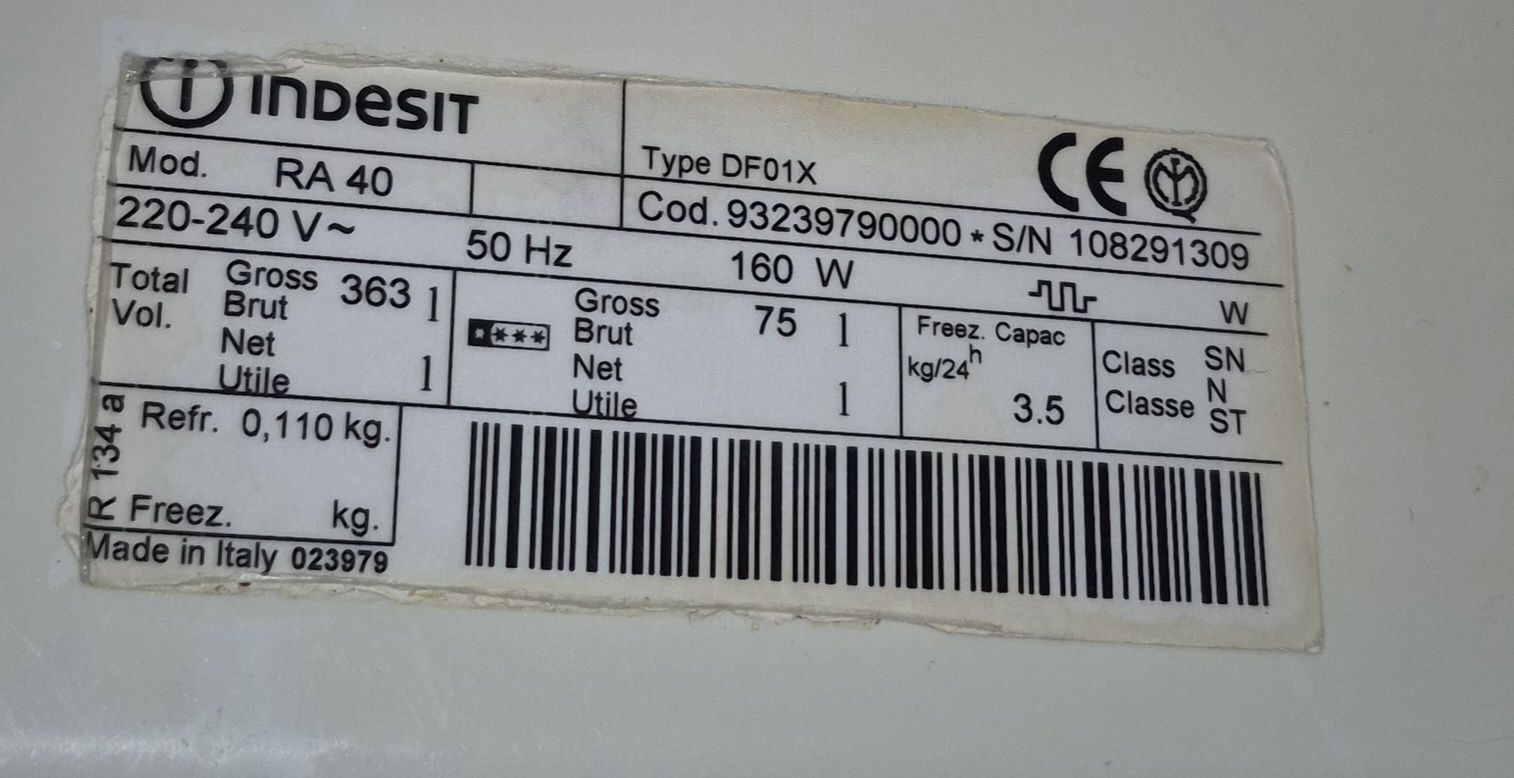 INDESIT
Mod. RA 40
Type DF01X
CE
Cod. 93239790000 * S/N 108291309
220-240 V~ 50 Hz 160 W W
Total Vol.
Gross 363 l
Brut
Net
Utile l
Gross 75 l
Brut
Net
Utile l
Freez. Capac
kg/24h
3.5
Class SN
N
Classe ST
R 134 a
Refr. 0,110 kg.
Freez. kg.
Made in Italy 023979